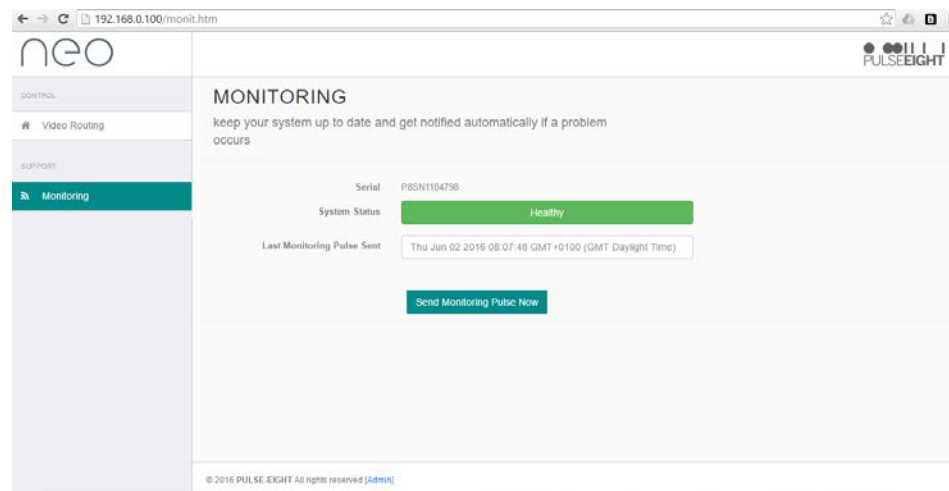 192.168.0.100/monit.htm
neo
PULSEEIGHT
CONTROL
Video Routing
SUPPORT
Monitoring
MONITORING
keep your system up to date and get notified automatically if a problem
occurs
Serial P8SN1104796
System Status Healthy
Last Monitoring Pulse Sent Thu Jun 02 2016 08:07:48 GMT+0100 (GMT Daylight Time)
Send Monitoring Pulse Now
© 2016 PULSE-EIGHT All rights reserved [Admin]